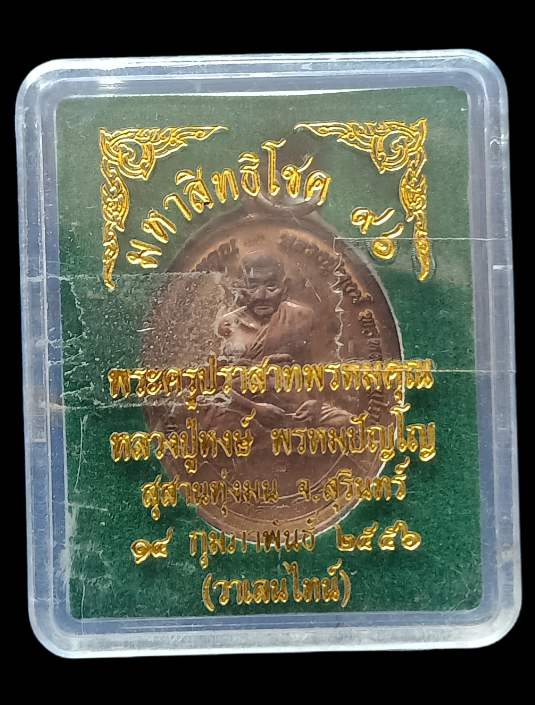 มหาสิทธิโชค ๖๐
พระครูปราสาทพรหมคุณ
หลวงปู่หงษ์ พรหมปัญโญ
สุสานทุ่งมน จ.สุรินทร์
๑๔ กุมภาพันธ์ ๒๕๕๖
(วาเลนไทน์)